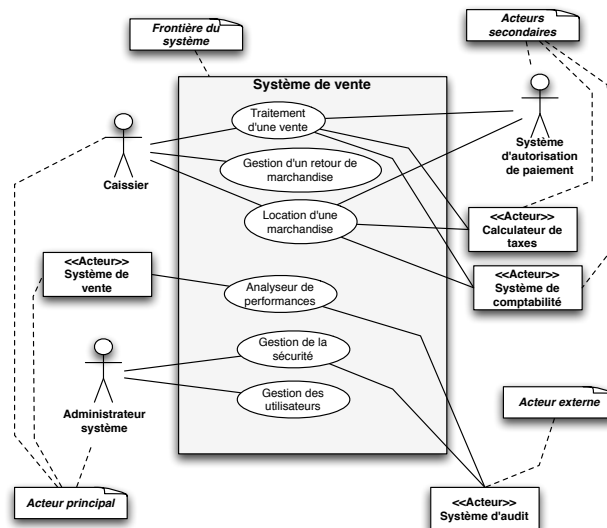 Frontière du
système
Acteurs
secondaires
Système de vente
Traitement
d'une vente
Caissier
Gestion d'un retour de
marchandise
Système
d'autorisation
de paiement
Location d'une
marchandise
<<Acteur>>
Calculateur de
taxes
<<Acteur>>
Système de
vente
Analyseur de
performances
<<Acteur>>
Système de
comptabilité
Gestion de la
sécurité
Administrateur
système
Gestion des
utilisateurs
Acteur externe
Acteur principal
<<Acteur>>
Système d'audit